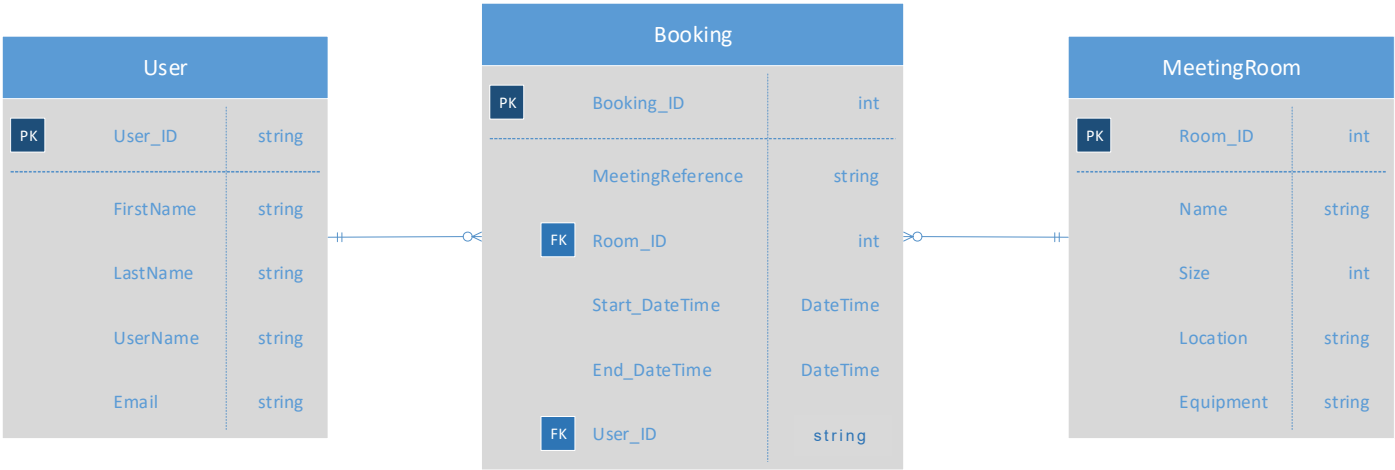 User
PK User_ID string
FirstName string
LastName string
UserName string
Email string
Booking
PK Booking_ID int
MeetingReference string
FK Room_ID int
Start_DateTime DateTime
End_DateTime DateTime
FK User_ID string
MeetingRoom
PK Room_ID int
Name string
Size int
Location string
Equipment string